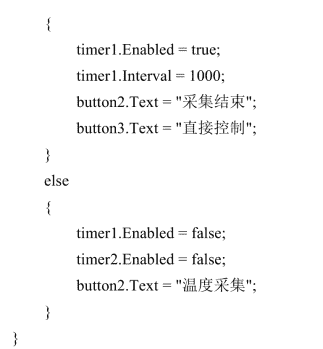 {
timer1.Enabled = true;
timer1.Interval = 1000;
button2.Text = "采集结束";
button3.Text = "直接控制";
}
else
{
timer1.Enabled = false;
timer2.Enabled = false;
button2.Text = "温度采集";
}
}